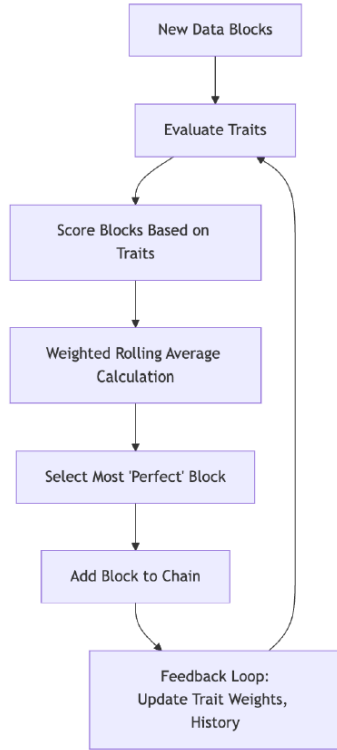 New Data Blocks
Evaluate Traits
Score Blocks Based on
Traits
Weighted Rolling Average
Calculation
Select Most 'Perfect' Block
Add Block to Chain
Feedback Loop:
Update Trait Weights,
History